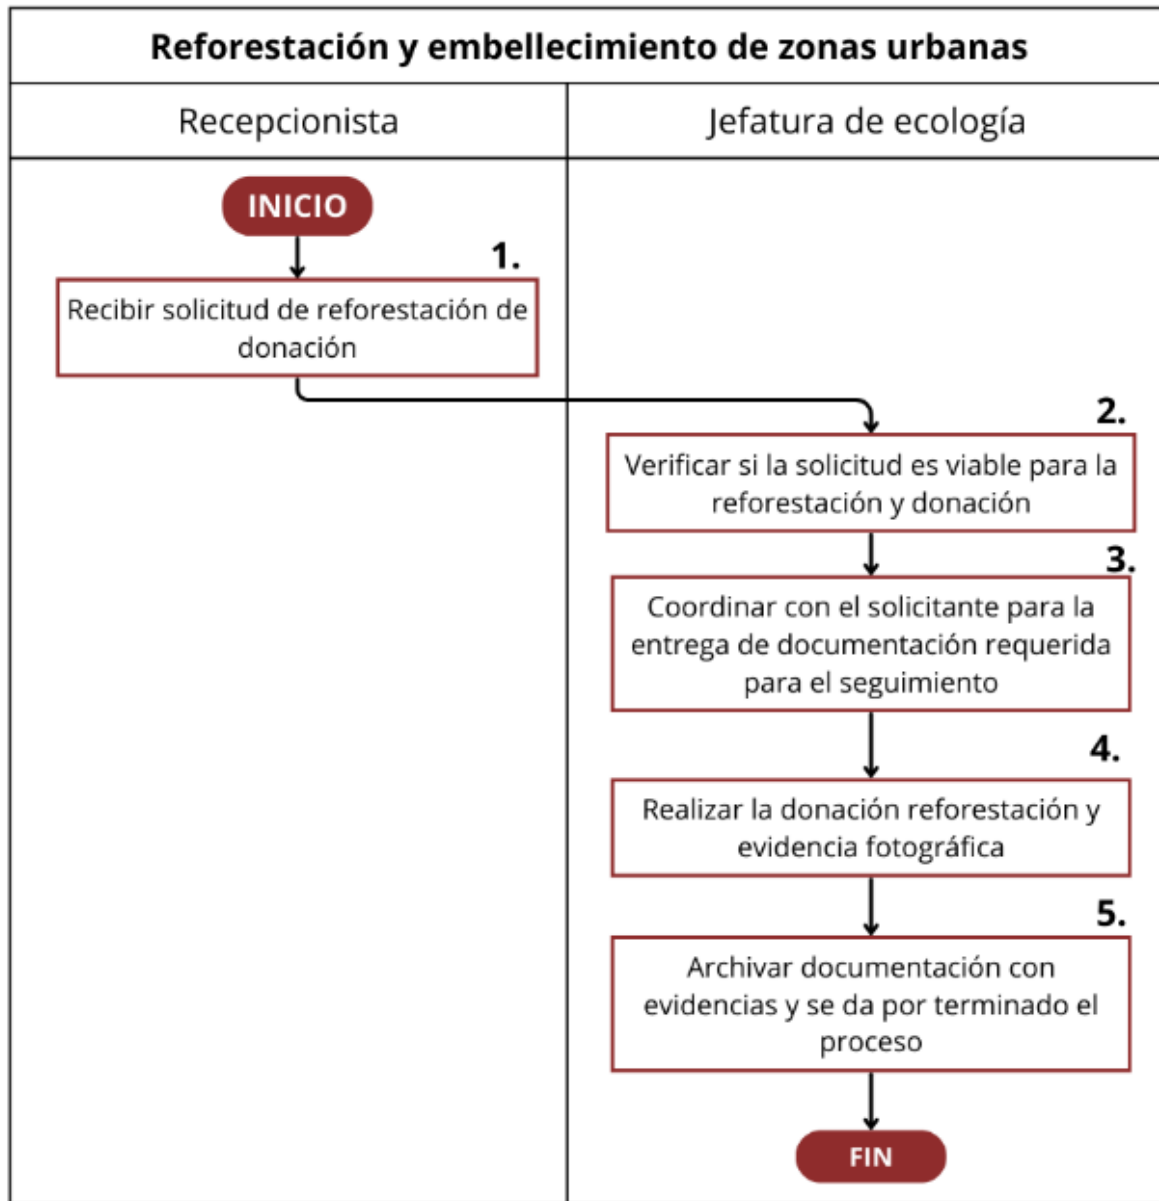 Reforestación y embellecimiento de zonas urbanas
Recepcionista
Jefatura de ecología
INICIO
1.
Recibir solicitud de reforestación de
donación
2.
Verificar si la solicitud es viable para la
reforestación y donación
3.
Coordinar con el solicitante para la
entrega de documentación requerida
para el seguimiento
4.
Realizar la donación reforestación y
evidencia fotográfica
5.
Archivar documentación con
evidencias y se da por terminado el
proceso
FIN